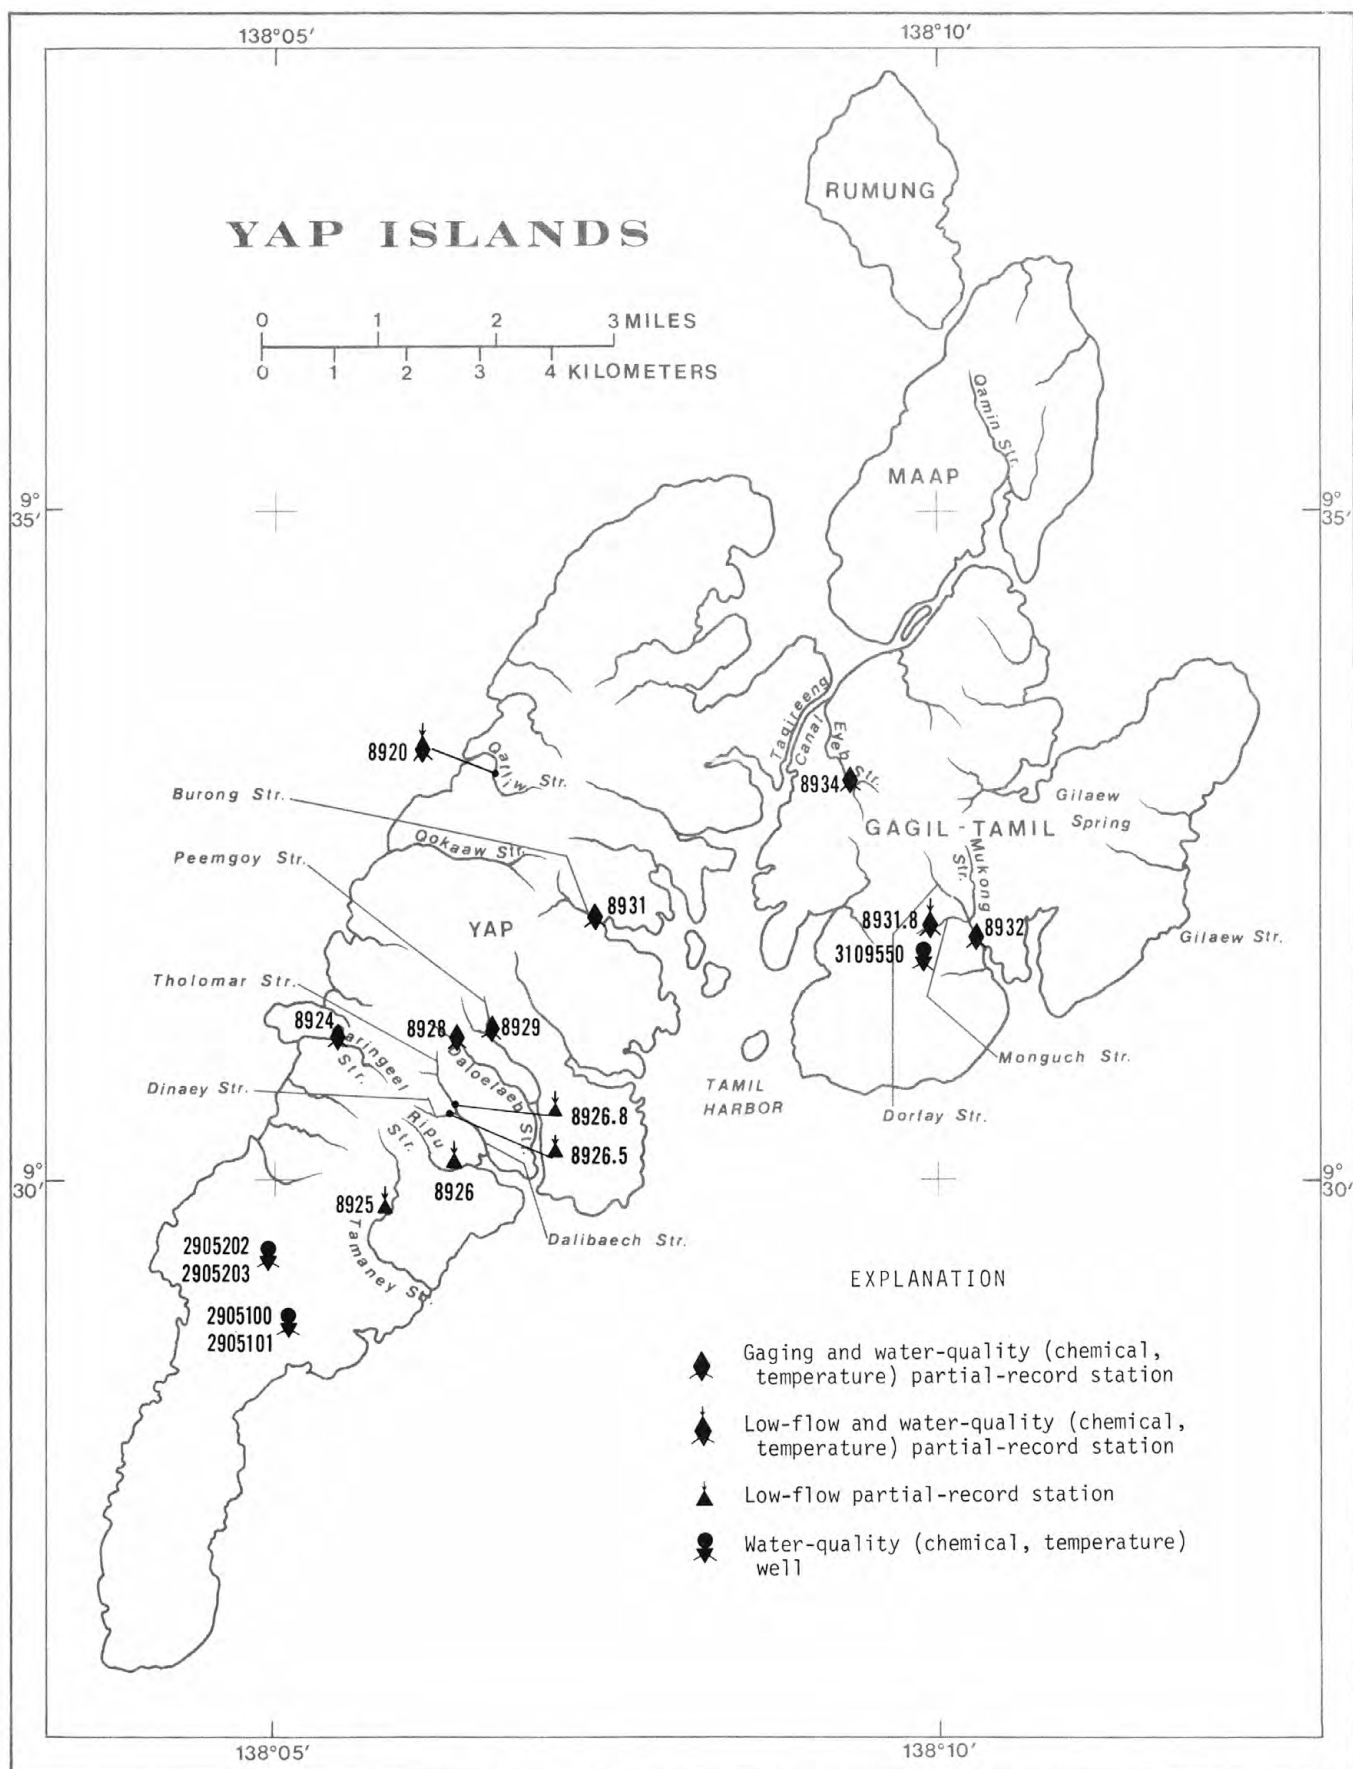 138°05′
138°10′
RUMUNG
YAP ISLANDS
0 1 2 3 MILES
0 1 2 3 4 KILOMETERS
Qamin Str.
MAAP
9°
35′
9°
35′
Taqireeng
Canal
Eyeb Str.
8920
Qatliw Str.
8934
Burong Str.
Gilaew
Spring
GAGIL-TAMIL
Qokaaw Str.
Mukong
Str.
Peemgoy Str.
8931
8931.8
8932
YAP
Gilaew Str.
3109550
Tholomar Str.
8924
8928
8929
aringeel
Str.
Monguch Str.
Daloelaeb Str.
Dinaey Str.
TAMIL
HARBOR
Dorfay Str.
8926.8
Ripu
Str.
8926.5
9°
30′
9°
30′
8926
8925
Tamaney Str.
Dalibaech Str.
2905202
2905203
2905100
2905101
EXPLANATION
Gaging and water-quality (chemical,
temperature) partial-record station
Low-flow and water-quality (chemical,
temperature) partial-record station
Low-flow partial-record station
Water-quality (chemical, temperature)
well
138°05′
138°10′